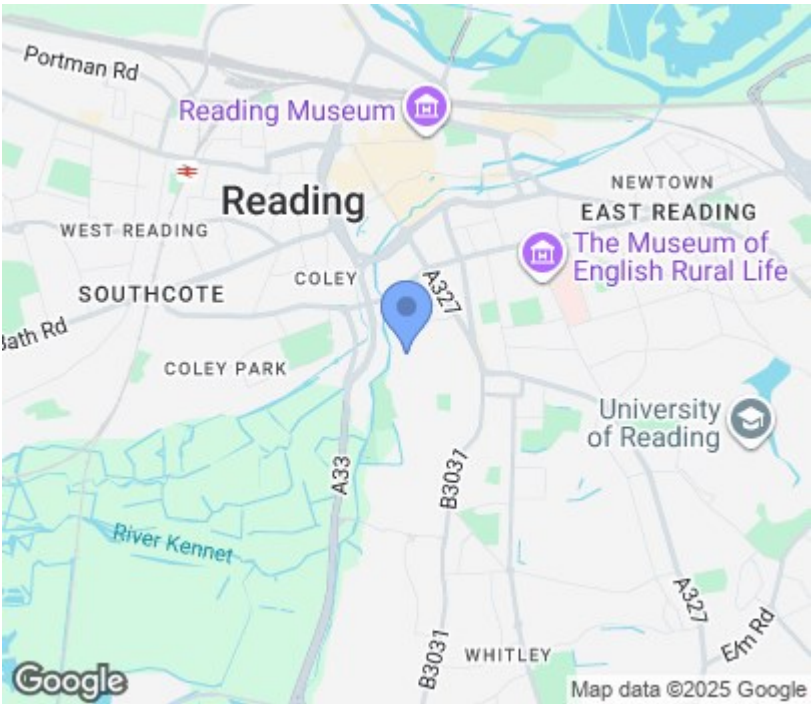 Portman Rd
Reading Museum
NEWTOWN
Reading
EAST READING
WEST READING
The Museum of
English Rural Life
COLEY
A327
SOUTHCOTE
Bath Rd
COLEY PARK
University
of Reading
A33
B3031
River Kennet
A327
E/m Rd
WHITLEY
B3031
Google
Map data ©2025 Google